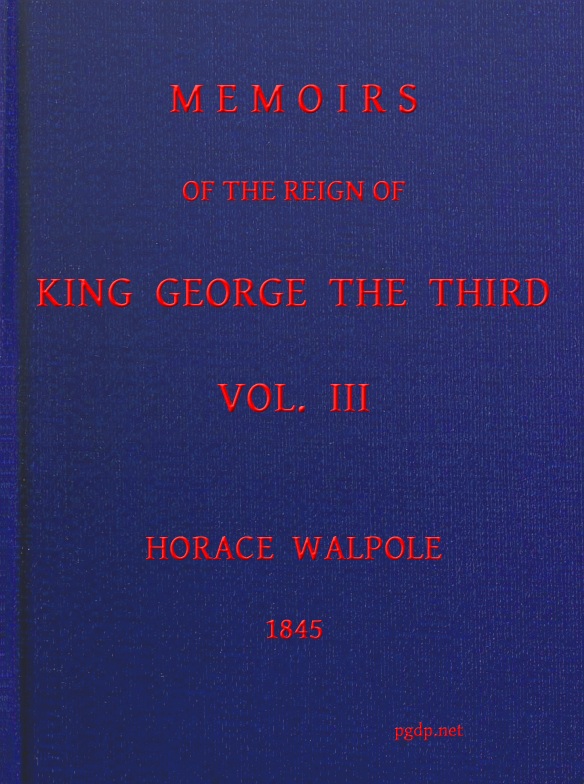 MEMOIRS
OF THE REIGN OF
KING GEORGE THE THIRD
VOL. III
HORACE WALPOLE
1845
pgdp.net